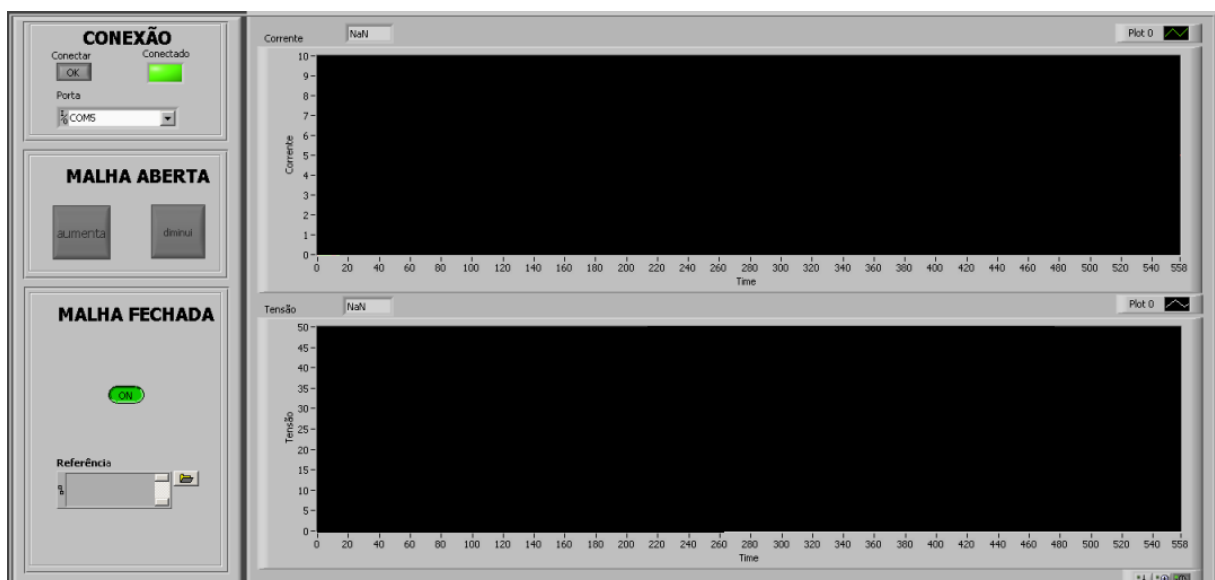 CONEXÃO
Conectar Conectado
OK
Porta
COM5
MALHA ABERTA
aumenta diminui
MALHA FECHADA
ON
Referência
Corrente NaN Plot 0
Corrente
10
9
8
7
6
5
4
3
2
1
0
0 20 40 60 80 100 120 140 160 180 200 220 240 260 280 300 320 340 360 380 400 420 440 460 480 500 520 540 558
Time
Tensão NaN Plot 0
Tensão
50
45
40
35
30
25
20
15
10
5
0
0 20 40 60 80 100 120 140 160 180 200 220 240 260 280 300 320 340 360 380 400 420 440 460 480 500 520 540 558
Time